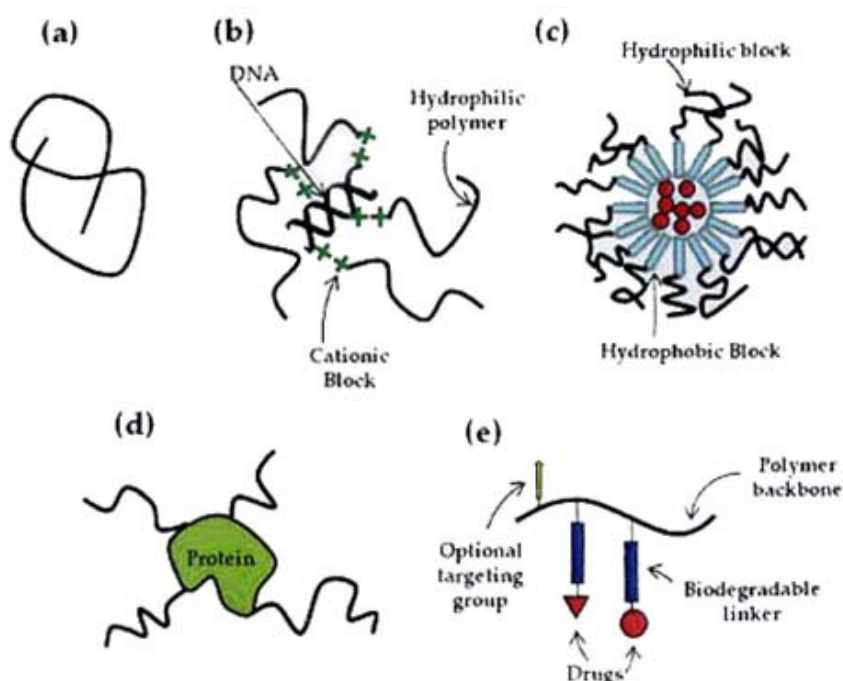 (a)
(b)
DNA
Hydrophilic
polymer
Cationic
Block
(c)
Hydrophilic block
Hydrophobic Block
(d)
Protein
(e)
Polymer
backbone
Optional
targeting
group
Biodegradable
linker
Drugs